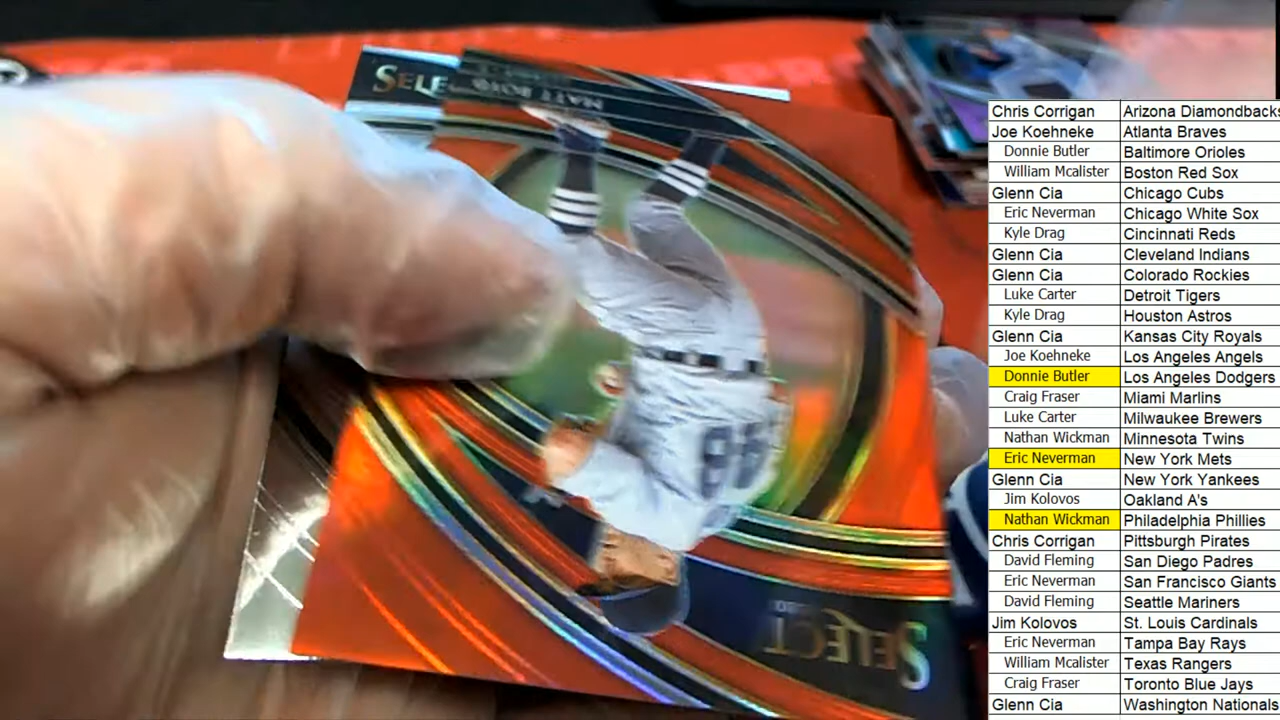 SELE
MATT BOYD
48
SELECT
Chris Corrigan Arizona Diamondbacks
Joe Koehneke Atlanta Braves
Donnie Butler Baltimore Orioles
William Mcalister Boston Red Sox
Glenn Cia Chicago Cubs
Eric Neverman Chicago White Sox
Kyle Drag Cincinnati Reds
Glenn Cia Cleveland Indians
Glenn Cia Colorado Rockies
Luke Carter Detroit Tigers
Kyle Drag Houston Astros
Glenn Cia Kansas City Royals
Joe Koehneke Los Angeles Angels
Donnie Butler Los Angeles Dodgers
Craig Fraser Miami Marlins
Luke Carter Milwaukee Brewers
Nathan Wickman Minnesota Twins
Eric Neverman New York Mets
Glenn Cia New York Yankees
Jim Kolovos Oakland A's
Nathan Wickman Philadelphia Phillies
Chris Corrigan Pittsburgh Pirates
David Fleming San Diego Padres
Eric Neverman San Francisco Giants
David Fleming Seattle Mariners
Jim Kolovos St. Louis Cardinals
Eric Neverman Tampa Bay Rays
William Mcalister Texas Rangers
Craig Fraser Toronto Blue Jays
Glenn Cia Washington Nationals